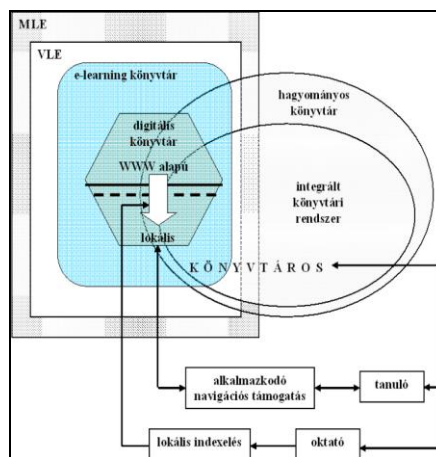 MLE
VLE
e-learning könyvtár
hagyományos
könyvtár
digitális
könyvtár
WWW alapú
integrált
könyvtári
rendszer
lokális
KÖNYVTÁROS
alkalmazkodó
navigációs támogatás
tanuló
lokális indexelés
oktató